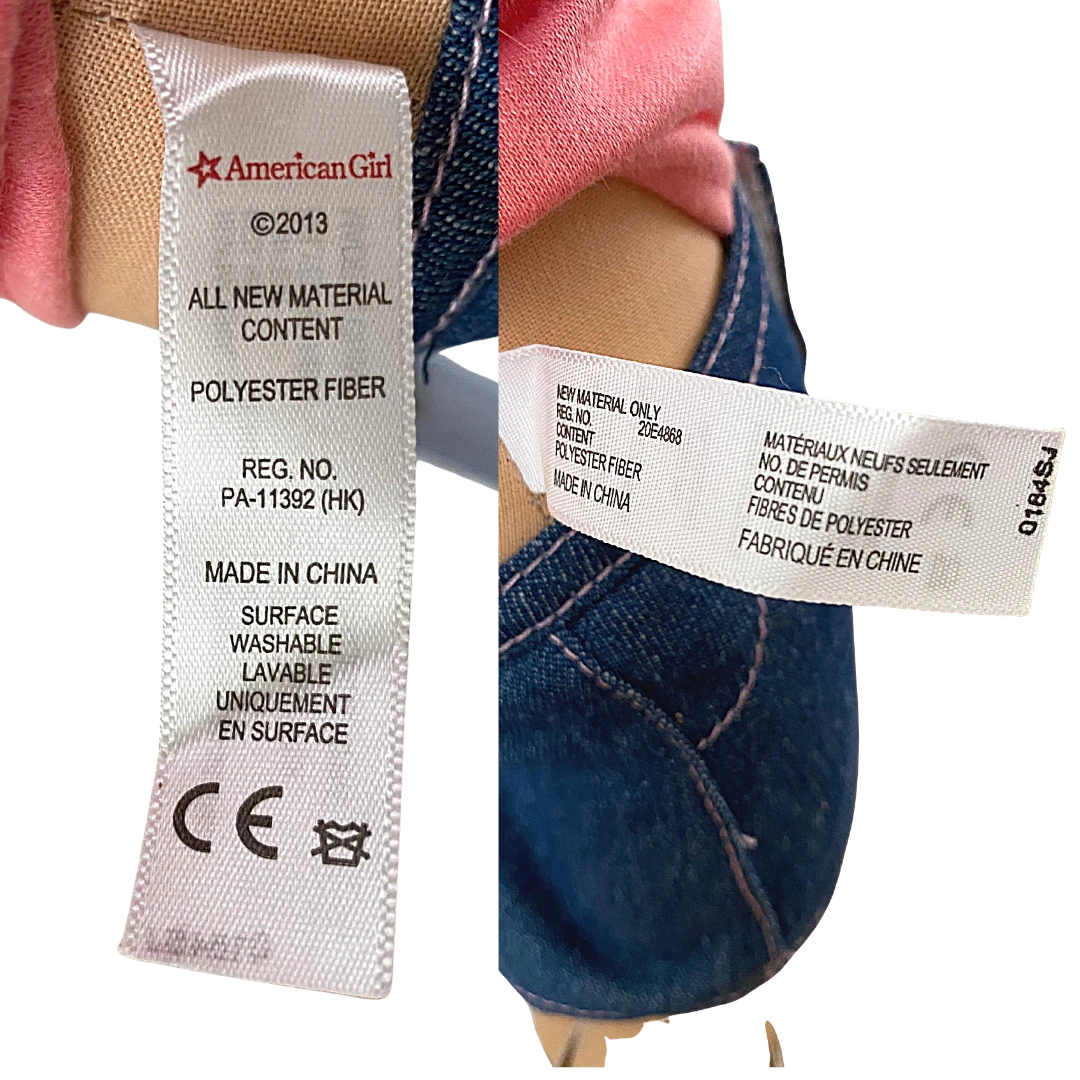 American Girl
©2013
ALL NEW MATERIAL
CONTENT
POLYESTER FIBER
REG. NO.
PA-11392 (HK)
MADE IN CHINA
SURFACE
WASHABLE
LAVABLE
UNIQUEMENT
EN SURFACE
CE
NEW MATERIAL ONLY
REG. NO. 20E4868
CONTENT
POLYESTER FIBER
MADE IN CHINA
MATÉRIAUX NEUFS SEULEMENT
NO. DE PERMIS
CONTENU
FIBRES DE POLYESTER
FABRIQUÉ EN CHINE
0184SJ